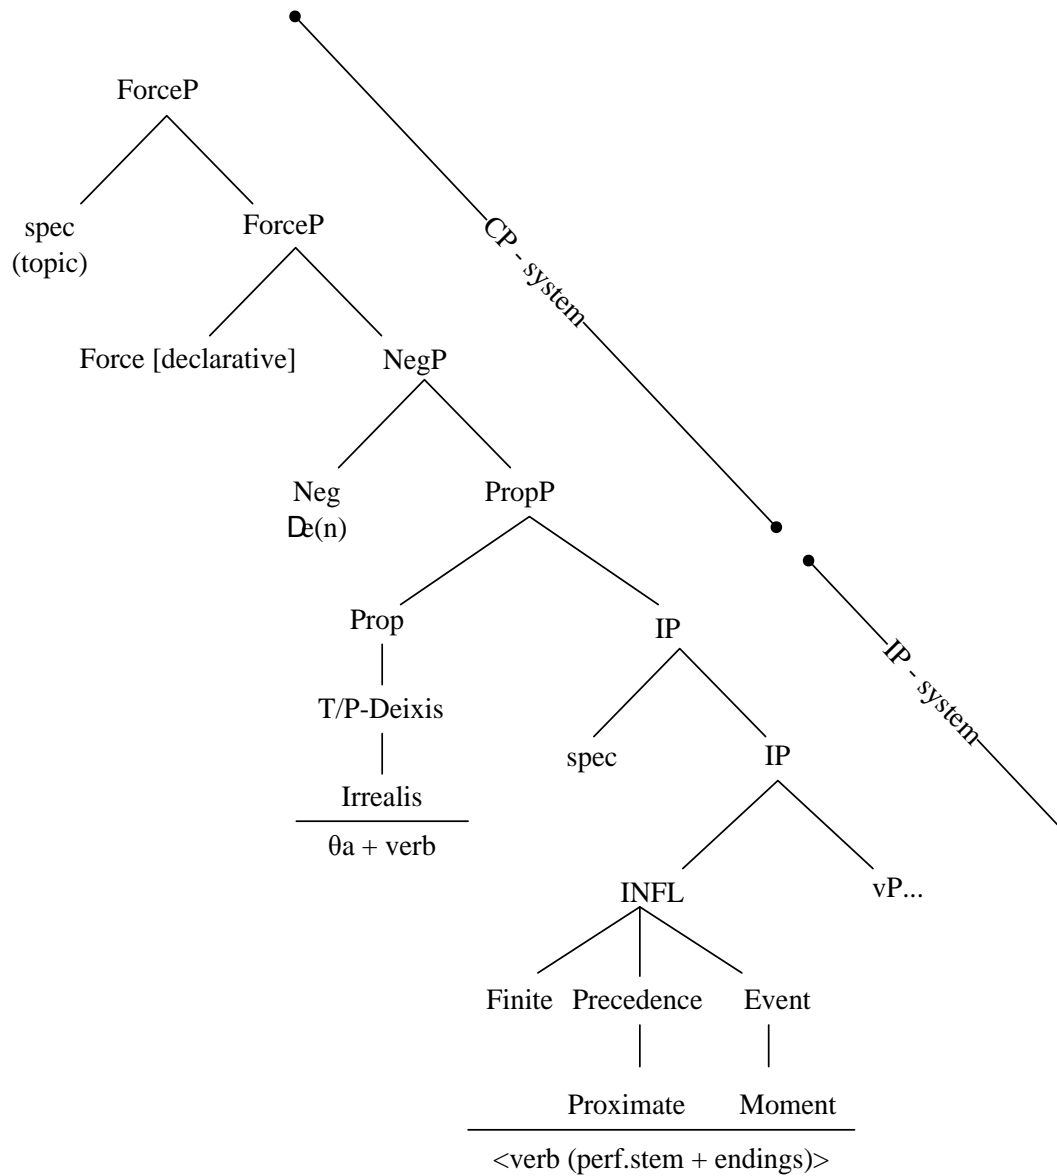 ForceP
spec
(topic)
ForceP
CP - system
Force [declarative]
NegP
Neg
De(n)
PropP
Prop
IP
IP - system
T/P-Deixis
spec
IP
Irrealis
θa + verb
INFL
vP...
Finite Precedence Event
Proximate Moment
<verb (perf.stem + endings)>